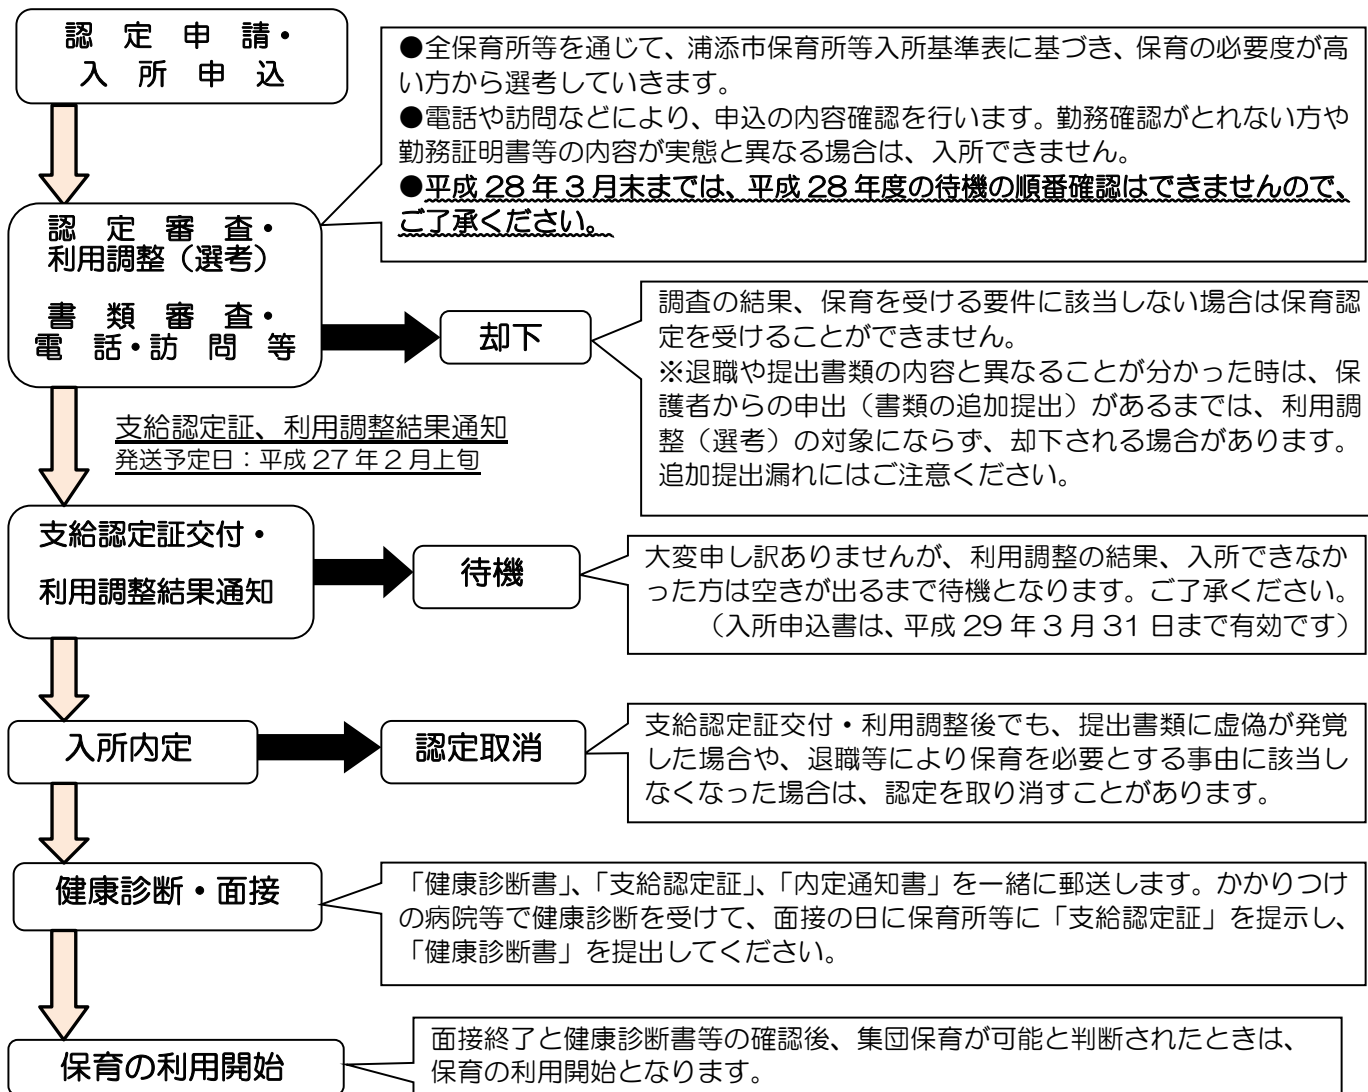 認 定 申 請・
入 所 申 込
●全保育所等を通じて、浦添市保育所等入所基準表に基づき、保育の必要度が高
い方から選考していきます。
●電話や訪問などにより、申込の内容確認を行います。勤務確認がとれない方や
勤務証明書等の内容が実態と異なる場合は、入所できません。
●平成 28 年 3 月末までは、平成 28 年度の待機の順番確認はできませんので、
ご了承ください。
認 定 審 査・
利用調整（選考）
書 類 審 査・
電 話・訪 問 等
却下
調査の結果、保育を受ける要件に該当しない場合は保育認
定を受けることができません。
※退職や提出書類の内容と異なることが分かった時は、保
護者からの申出（書類の追加提出）があるまでは、利用調
整（選考）の対象にならず、却下される場合があります。
追加提出漏れにはご注意ください。
支給認定証、利用調整結果通知
発送予定日：平成 27 年 2 月上旬
支給認定証交付・
利用調整結果通知
待機
大変申し訳ありませんが、利用調整の結果、入所できなか
った方は空きが出るまで待機となります。ご了承ください。
（入所申込書は、平成 29 年 3 月 31 日まで有効です）
入所内定
認定取消
支給認定証交付・利用調整後でも、提出書類に虚偽が発覚
した場合や、退職等により保育を必要とする事由に該当し
なくなった場合は、認定を取り消すことがあります。
健康診断・面接
「健康診断書」、「支給認定証」、「内定通知書」を一緒に郵送します。かかりつけ
の病院等で健康診断を受けて、面接の日に保育所等に「支給認定証」を提示し、
「健康診断書」を提出してください。
保育の利用開始
面接終了と健康診断書等の確認後、集団保育が可能と判断されたときは、
保育の利用開始となります。